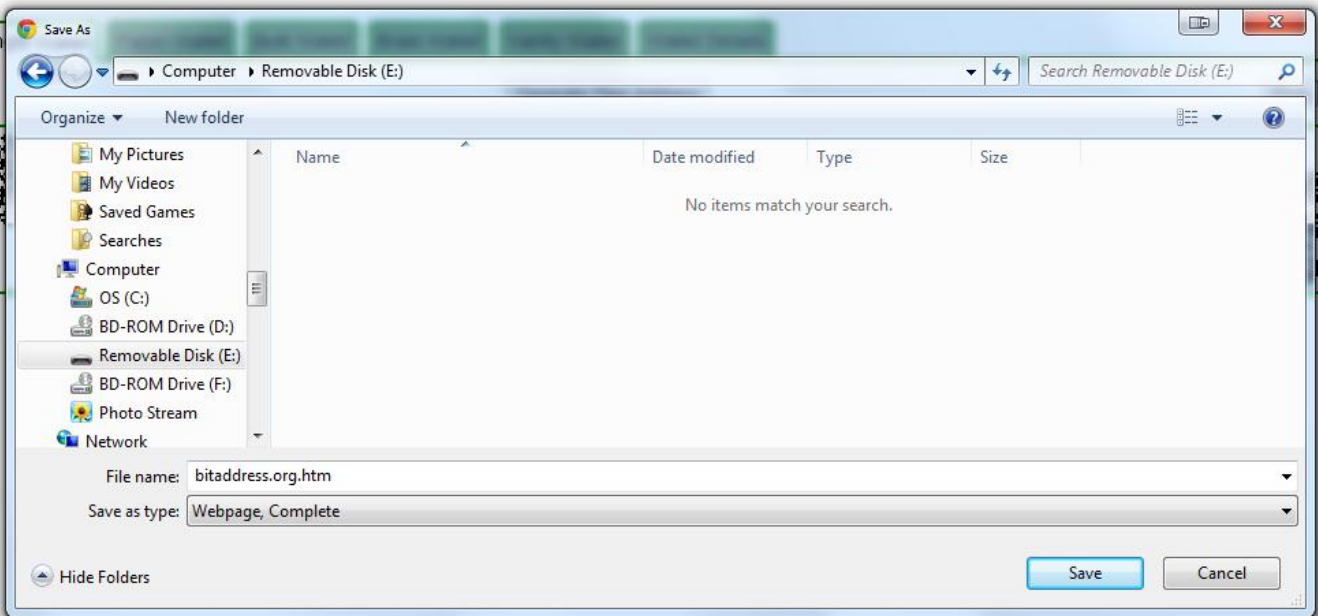 Save As
Computer Removable Disk (E:) Search Removable Disk (E:)
Organize New folder
Name Date modified Type Size
No items match your search.
My Pictures
My Videos
Saved Games
Searches
Computer
OS (C:)
BD-ROM Drive (D:)
Removable Disk (E:)
BD-ROM Drive (F:)
Photo Stream
Network
File name: bitaddress.org.htm
Save as type: Webpage, Complete
Hide Folders Save Cancel